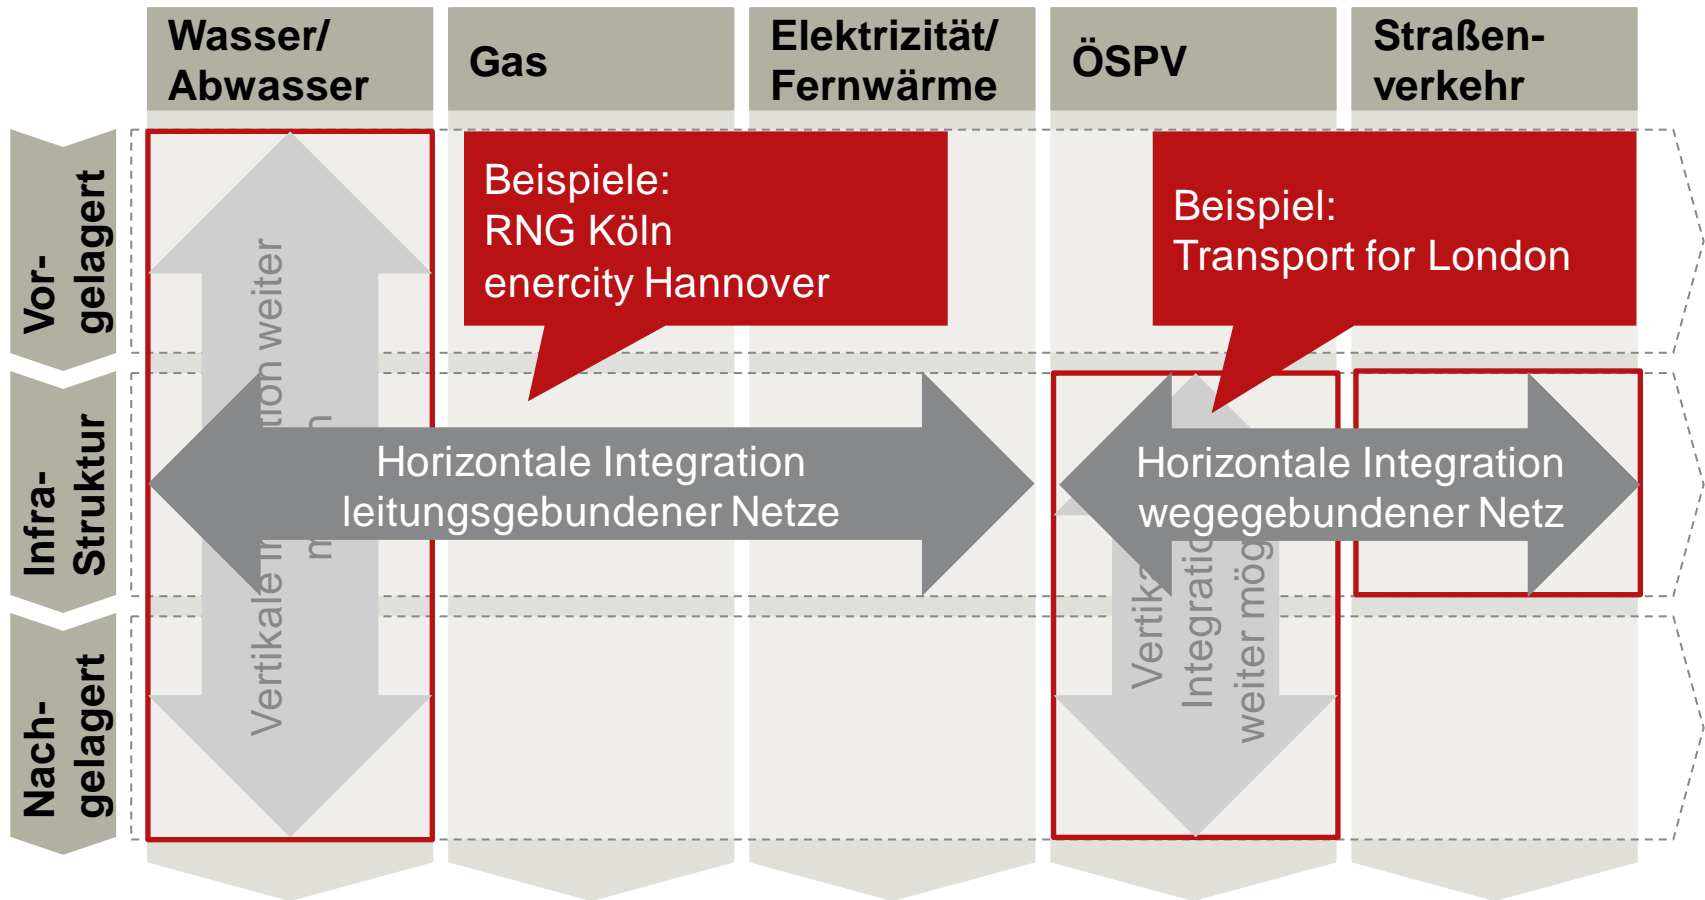 Wasser/
Abwasser
Gas
Elektrizität/
Fernwärme
ÖSPV
Straßen-
verkehr
Vor-
gelagert
Beispiele:
RNG Köln
enercity Hannover
Beispiel:
Transport for London
Infra-
Struktur
Horizontale Integration
leitungsgebundener Netze
Horizontale Integration
wegegebundener Netz
Nach-
gelagert
Vertikale
weiter
Integration
weiter